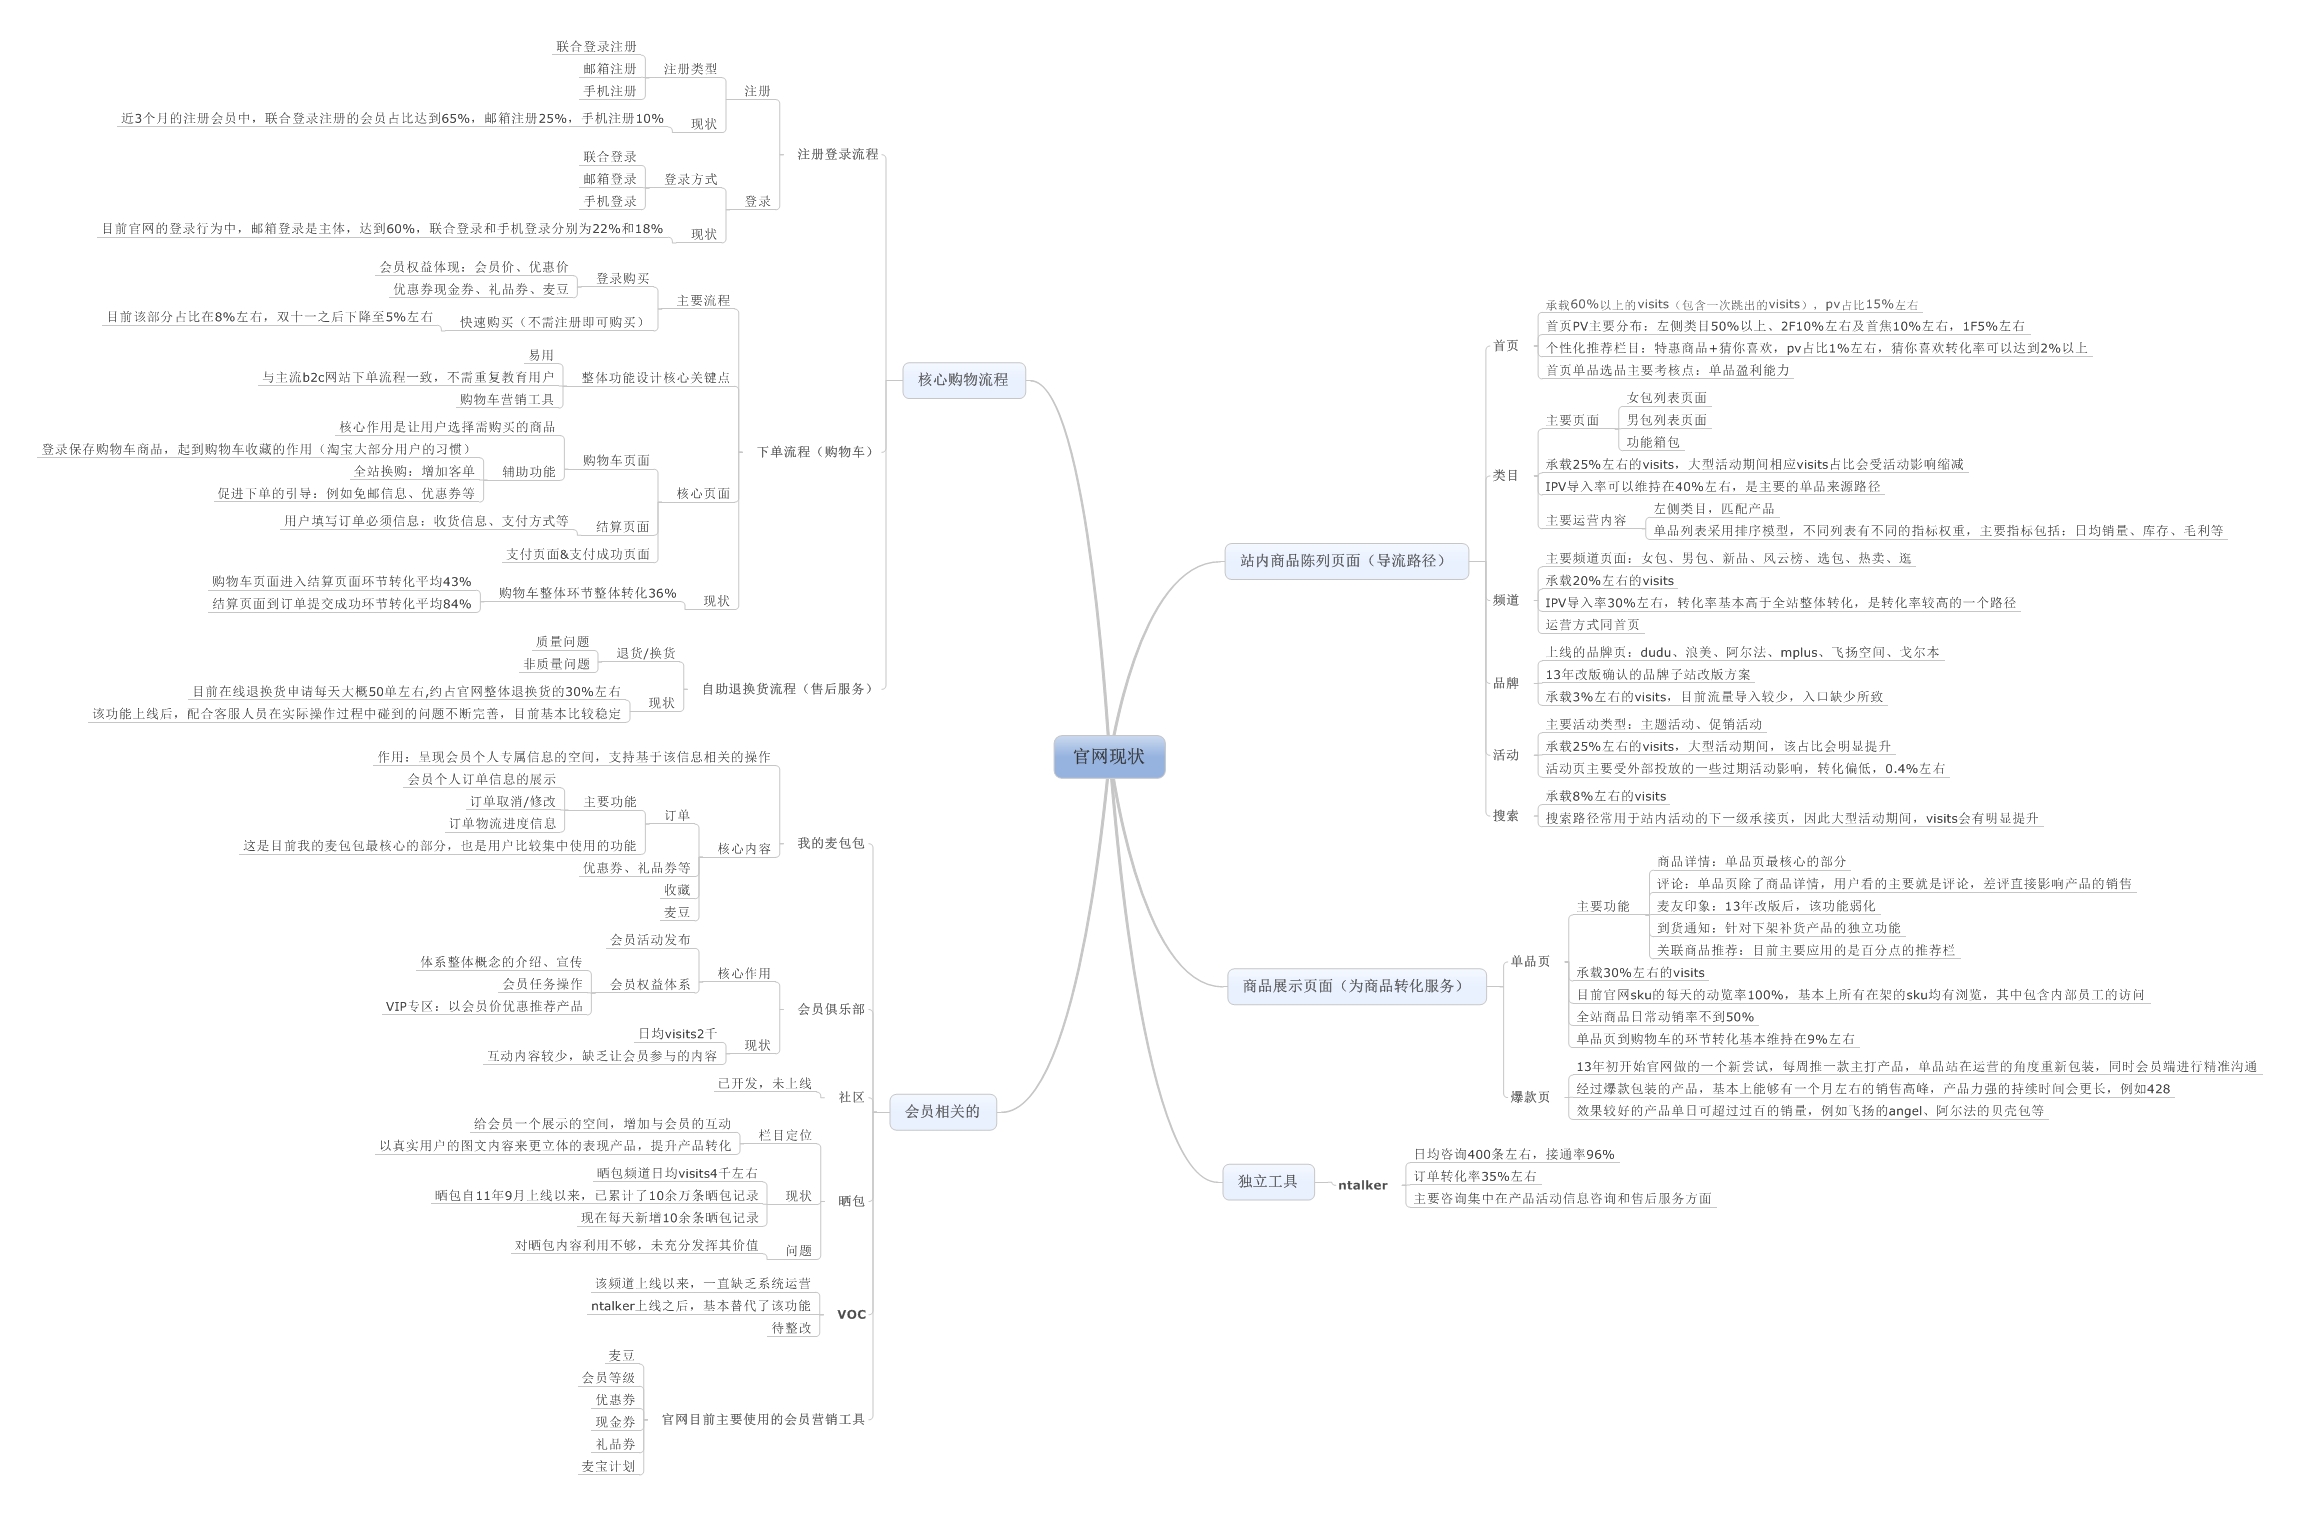 官网现状
核心购物流程
注册登录流程
注册
注册类型
联合登录注册
邮箱注册
手机注册
现状
近3个月的注册会员中，联合登录注册的会员占比达到65%，邮箱注册25%，手机注册10%
登录
登录方式
联合登录
邮箱登录
手机登录
现状
目前官网的登录行为中，邮箱登录是主体，达到60%，联合登录和手机登录分别为22%和18%
下单流程（购物车）
主要流程
登录购买
会员权益体现：会员价、优惠价
优惠券现金券、礼品券、麦豆
快速购买（不需注册即可购买）
目前该部分占比在8%左右，双十一之后下降至5%左右
整体功能设计核心关键点
易用
与主流b2c网站下单流程一致，不需重复教育用户
购物车营销工具
核心页面
购物车页面
核心作用是让用户选择需购买的商品
辅助功能
登录保存购物车商品，起到购物车收藏的作用（淘宝大部分用户的习惯）
全站换购：增加客单
促进下单的引导：例如免邮信息、优惠券等
结算页面
用户填写订单必须信息：收货信息、支付方式等
支付页面&支付成功页面
现状
购物车整体环节整体转化36%
购物车页面进入结算页面环节转化平均43%
结算页面到订单提交成功环节转化平均84%
自助退换货流程（售后服务）
退货/换货
质量问题
非质量问题
现状
目前在线退换货申请每天大概50单左右,约占官网整体退换货的30%左右
该功能上线后，配合客服人员在实际操作过程中碰到的问题不断完善，目前基本比较稳定
会员相关的
我的麦包包
作用：呈现会员个人专属信息的空间，支持基于该信息相关的操作
核心内容
订单
主要功能
会员个人订单信息的展示
订单取消/修改
订单物流进度信息
这是目前我的麦包包最核心的部分，也是用户比较集中使用的功能
优惠券、礼品券等
收藏
麦豆
会员俱乐部
核心作用
会员活动发布
会员权益体系
体系整体概念的介绍、宣传
会员任务操作
VIP专区：以会员价优惠推荐产品
现状
日均visits2千
互动内容较少，缺乏让会员参与的内容
社区
已开发，未上线
晒包
栏目定位
给会员一个展示的空间，增加与会员的互动
以真实用户的图文内容来更立体的表现产品，提升产品转化
现状
晒包频道日均visits4千左右
晒包自11年9月上线以来，已累计了10余万条晒包记录
现在每天新增10余条晒包记录
问题
对晒包内容利用不够，未充分发挥其价值
VOC
该频道上线以来，一直缺乏系统运营
ntalker上线之后，基本替代了该功能
待整改
官网目前主要使用的会员营销工具
麦豆
会员等级
优惠券
现金券
礼品券
麦宝计划
站内商品陈列页面（导流路径）
首页
承载60%以上的visits（包含一次跳出的visits），pv占比15%左右
首页PV主要分布：左侧类目50%以上、2F10%左右及首焦10%左右，1F5%左右
个性化推荐栏目：特惠商品+猜你喜欢，pv占比1%左右，猜你喜欢转化率可以达到2%以上
首页单品选品主要考核点：单品盈利能力
类目
主要页面
女包列表页面
男包列表页面
功能箱包
承载25%左右的visits，大型活动期间相应visits占比会受活动影响缩减
IPV导入率可以维持在40%左右，是主要的单品来源路径
主要运营内容
左侧类目，匹配产品
单品列表采用排序模型，不同列表有不同的指标权重，主要指标包括：日均销量、库存、毛利等
频道
主要频道页面：女包、男包、新品、风云榜、选包、热卖、逛
承载20%左右的visits
IPV导入率30%左右，转化率基本高于全站整体转化，是转化率较高的一个路径
运营方式同首页
品牌
上线的品牌页：dudu、浪美、阿尔法、mplus、飞扬空间、戈尔本
13年改版确认的品牌子站改版方案
承载3%左右的visits，目前流量导入较少，入口缺少所致
活动
主要活动类型：主题活动、促销活动
承载25%左右的visits，大型活动期间，该占比会明显提升
活动页主要受外部投放的一些过期活动影响，转化偏低，0.4%左右
搜索
承载8%左右的visits
搜索路径常用于站内活动的下一级承接页，因此大型活动期间，visits会有明显提升
商品展示页面（为商品转化服务）
单品页
主要功能
商品详情：单品页最核心的部分
评论：单品页除了商品详情，用户看的主要就是评论，差评直接影响产品的销售
麦友印象：13年改版后，该功能弱化
到货通知：针对下架补货产品的独立功能
关联商品推荐：目前主要应用的是百分点的推荐栏
承载30%左右的visits
目前官网sku的每天的动览率100%，基本上所有在架的sku均有浏览，其中包含内部员工的访问
全站商品日常动销率不到50%
单品页到购物车的环节转化基本维持在9%左右
爆款页
13年初开始官网做的一个新尝试，每周推一款主打产品，单品站在运营的角度重新包装，同时会员端进行精准沟通
经过爆款包装的产品，基本上能够有一个月左右的销售高峰，产品力强的持续时间会更长，例如428
效果较好的产品单日可超过过百的销量，例如飞扬的angel、阿尔法的贝壳包等
独立工具
ntalker
日均咨询400条左右，接通率96%
订单转化率35%左右
主要咨询集中在产品活动信息咨询和售后服务方面